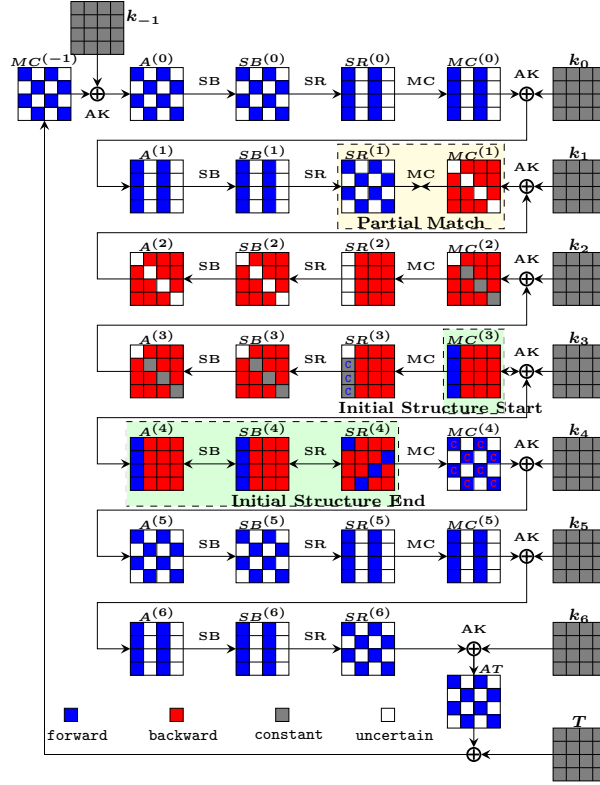 k₋₁
MC⁽⁻¹⁾ A⁽⁰⁾ SB SB⁽⁰⁾ SR SR⁽⁰⁾ MC MC⁽⁰⁾ AK k₀
AK
A⁽¹⁾ SB SB⁽¹⁾ SR SR⁽¹⁾ MC MC⁽¹⁾ AK k₁
Partial Match
A⁽²⁾ SB SB⁽²⁾ SR SR⁽²⁾ MC MC⁽²⁾ AK k₂
A⁽³⁾ SB SB⁽³⁾ SR SR⁽³⁾ MC MC⁽³⁾ AK k₃
C
C
C
Initial Structure Start
A⁽⁴⁾ SB SB⁽⁴⁾ SR SR⁽⁴⁾ MC MC⁽⁴⁾ AK k₄
C C
C C
C C
C C
Initial Structure End
A⁽⁵⁾ SB SB⁽⁵⁾ SR SR⁽⁵⁾ MC MC⁽⁵⁾ AK k₅
A⁽⁶⁾ SB SB⁽⁶⁾ SR SR⁽⁶⁾ AK k₆
AT
T
forward backward constant uncertain